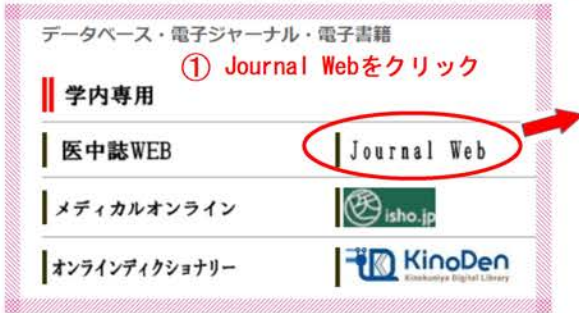 データベース・電子ジャーナル・電子書籍
① Journal Webをクリック
学内専用
医中誌WEB
Journal Web
メディカルオンライン
医 isho.jp
オンラインディクショナリー
KinoDen
Kinokuniya Digital Library